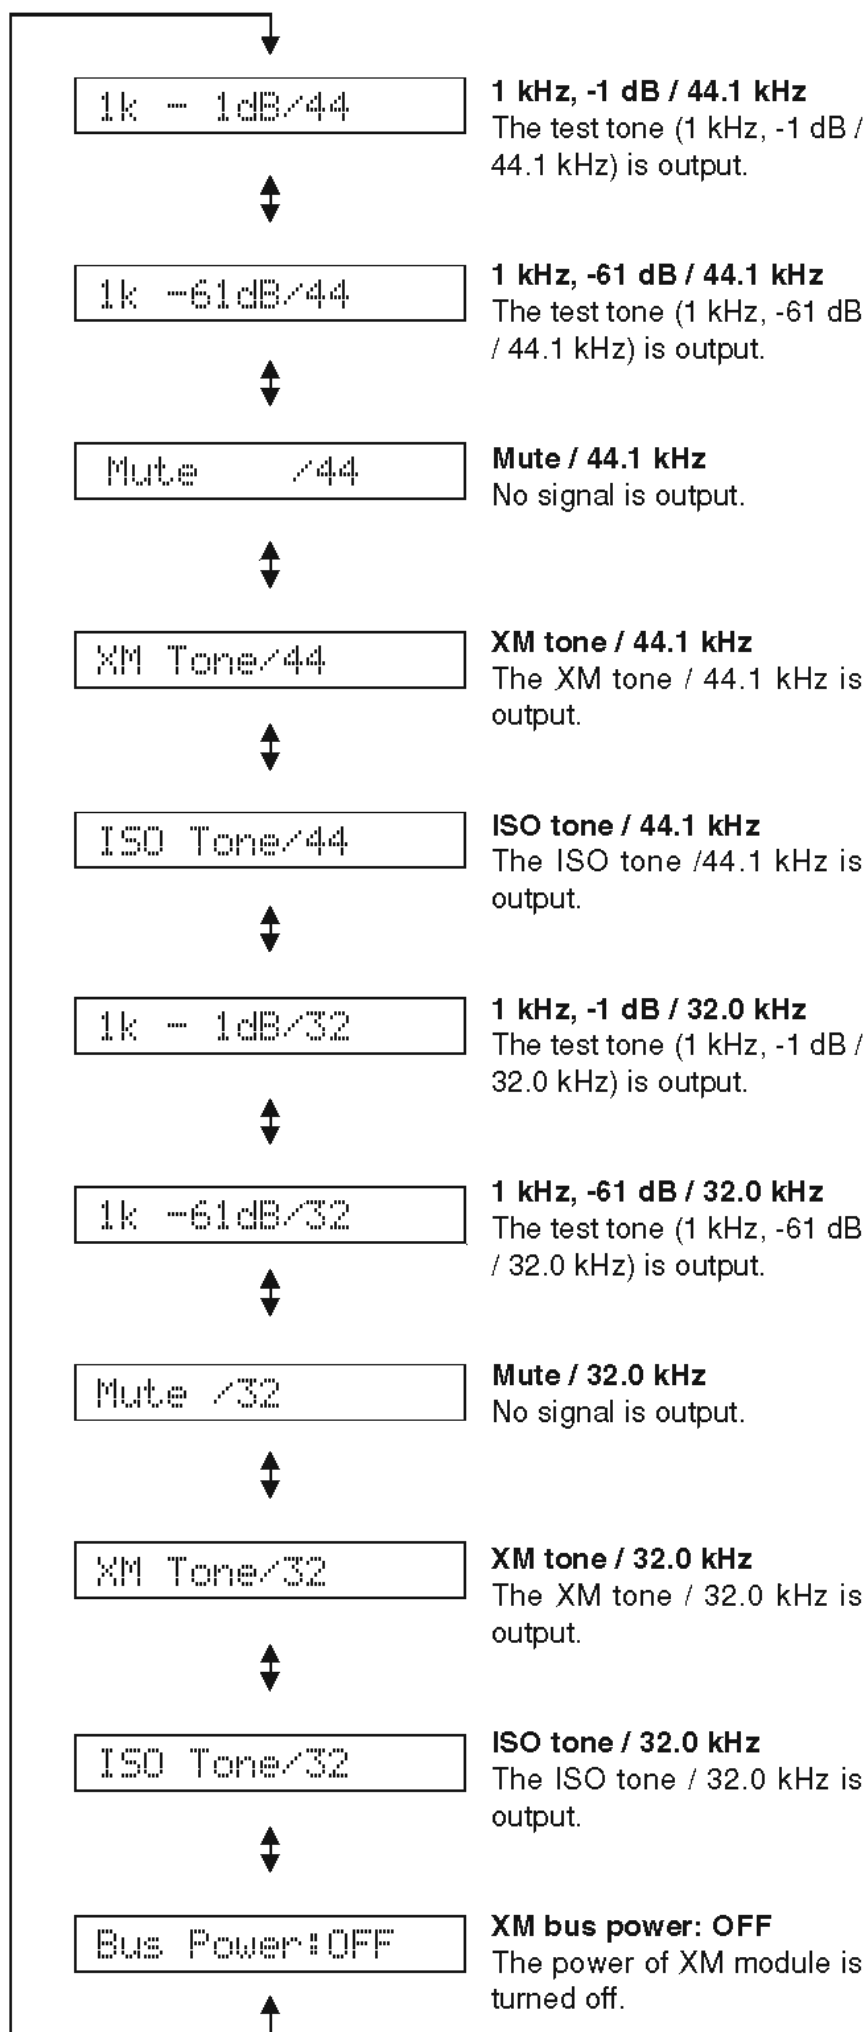 1k - 1dB/44
1 kHz, -1 dB / 44.1 kHz
The test tone (1 kHz, -1 dB /
44.1 kHz) is output.
1k -61dB/44
1 kHz, -61 dB / 44.1 kHz
The test tone (1 kHz, -61 dB
/ 44.1 kHz) is output.
Mute /44
Mute / 44.1 kHz
No signal is output.
XM Tone/44
XM tone / 44.1 kHz
The XM tone / 44.1 kHz is
output.
ISO Tone/44
ISO tone / 44.1 kHz
The ISO tone /44.1 kHz is
output.
1k - 1dB/32
1 kHz, -1 dB / 32.0 kHz
The test tone (1 kHz, -1 dB /
32.0 kHz) is output.
1k -61dB/32
1 kHz, -61 dB / 32.0 kHz
The test tone (1 kHz, -61 dB
/ 32.0 kHz) is output.
Mute /32
Mute / 32.0 kHz
No signal is output.
XM Tone/32
XM tone / 32.0 kHz
The XM tone / 32.0 kHz is
output.
ISO Tone/32
ISO tone / 32.0 kHz
The ISO tone / 32.0 kHz is
output.
Bus Power:OFF
XM bus power: OFF
The power of XM module is
turned off.